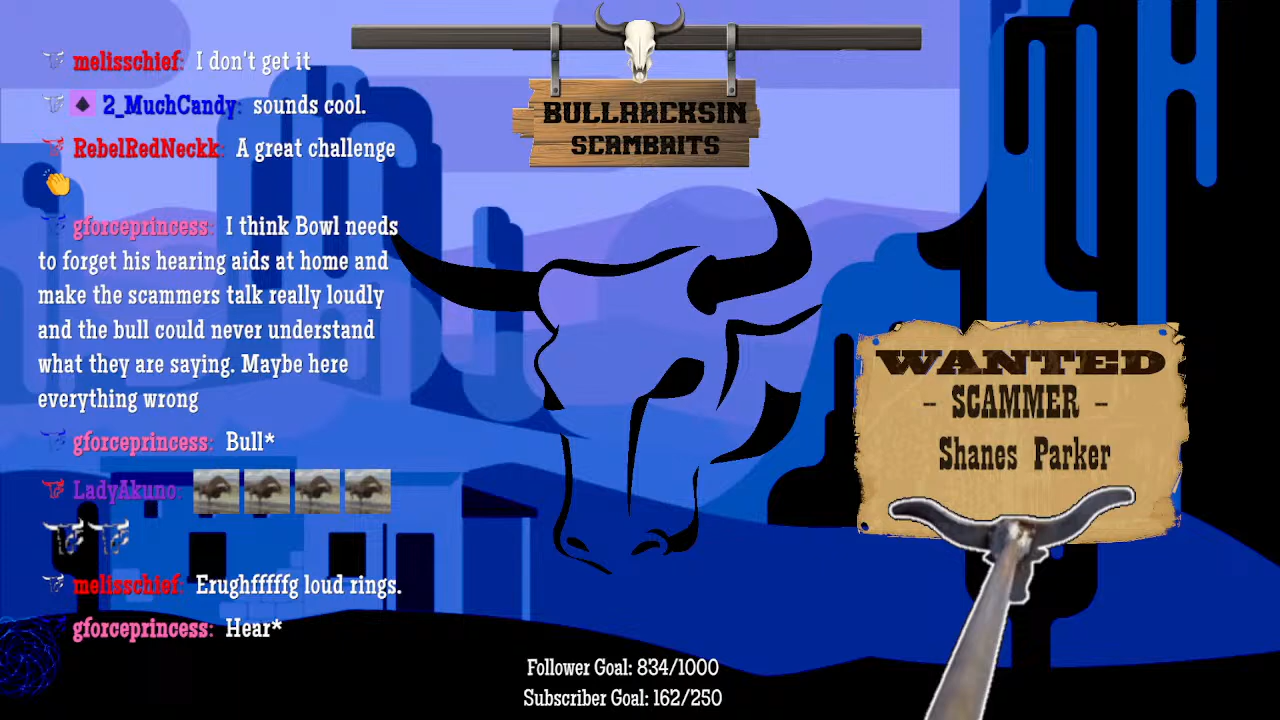 melisschief: I don't get it
2_MuchCandy: sounds cool.
RebelRedNeckk: A great challenge
gforceprincess: I think Bowl needs
to forget his hearing aids at home and
make the scammers talk really loudly
and the bull could never understand
what they are saying. Maybe here
everything wrong
gforceprincess: Bull*
LadyAkuno:
melisschief: Erughfffffg loud rings.
gforceprincess: Hear*
BULLRACKSIN
SCAMBAITS
WANTED
- SCAMMER -
Shanes Parker
Follower Goal: 834/1000
Subscriber Goal: 162/250